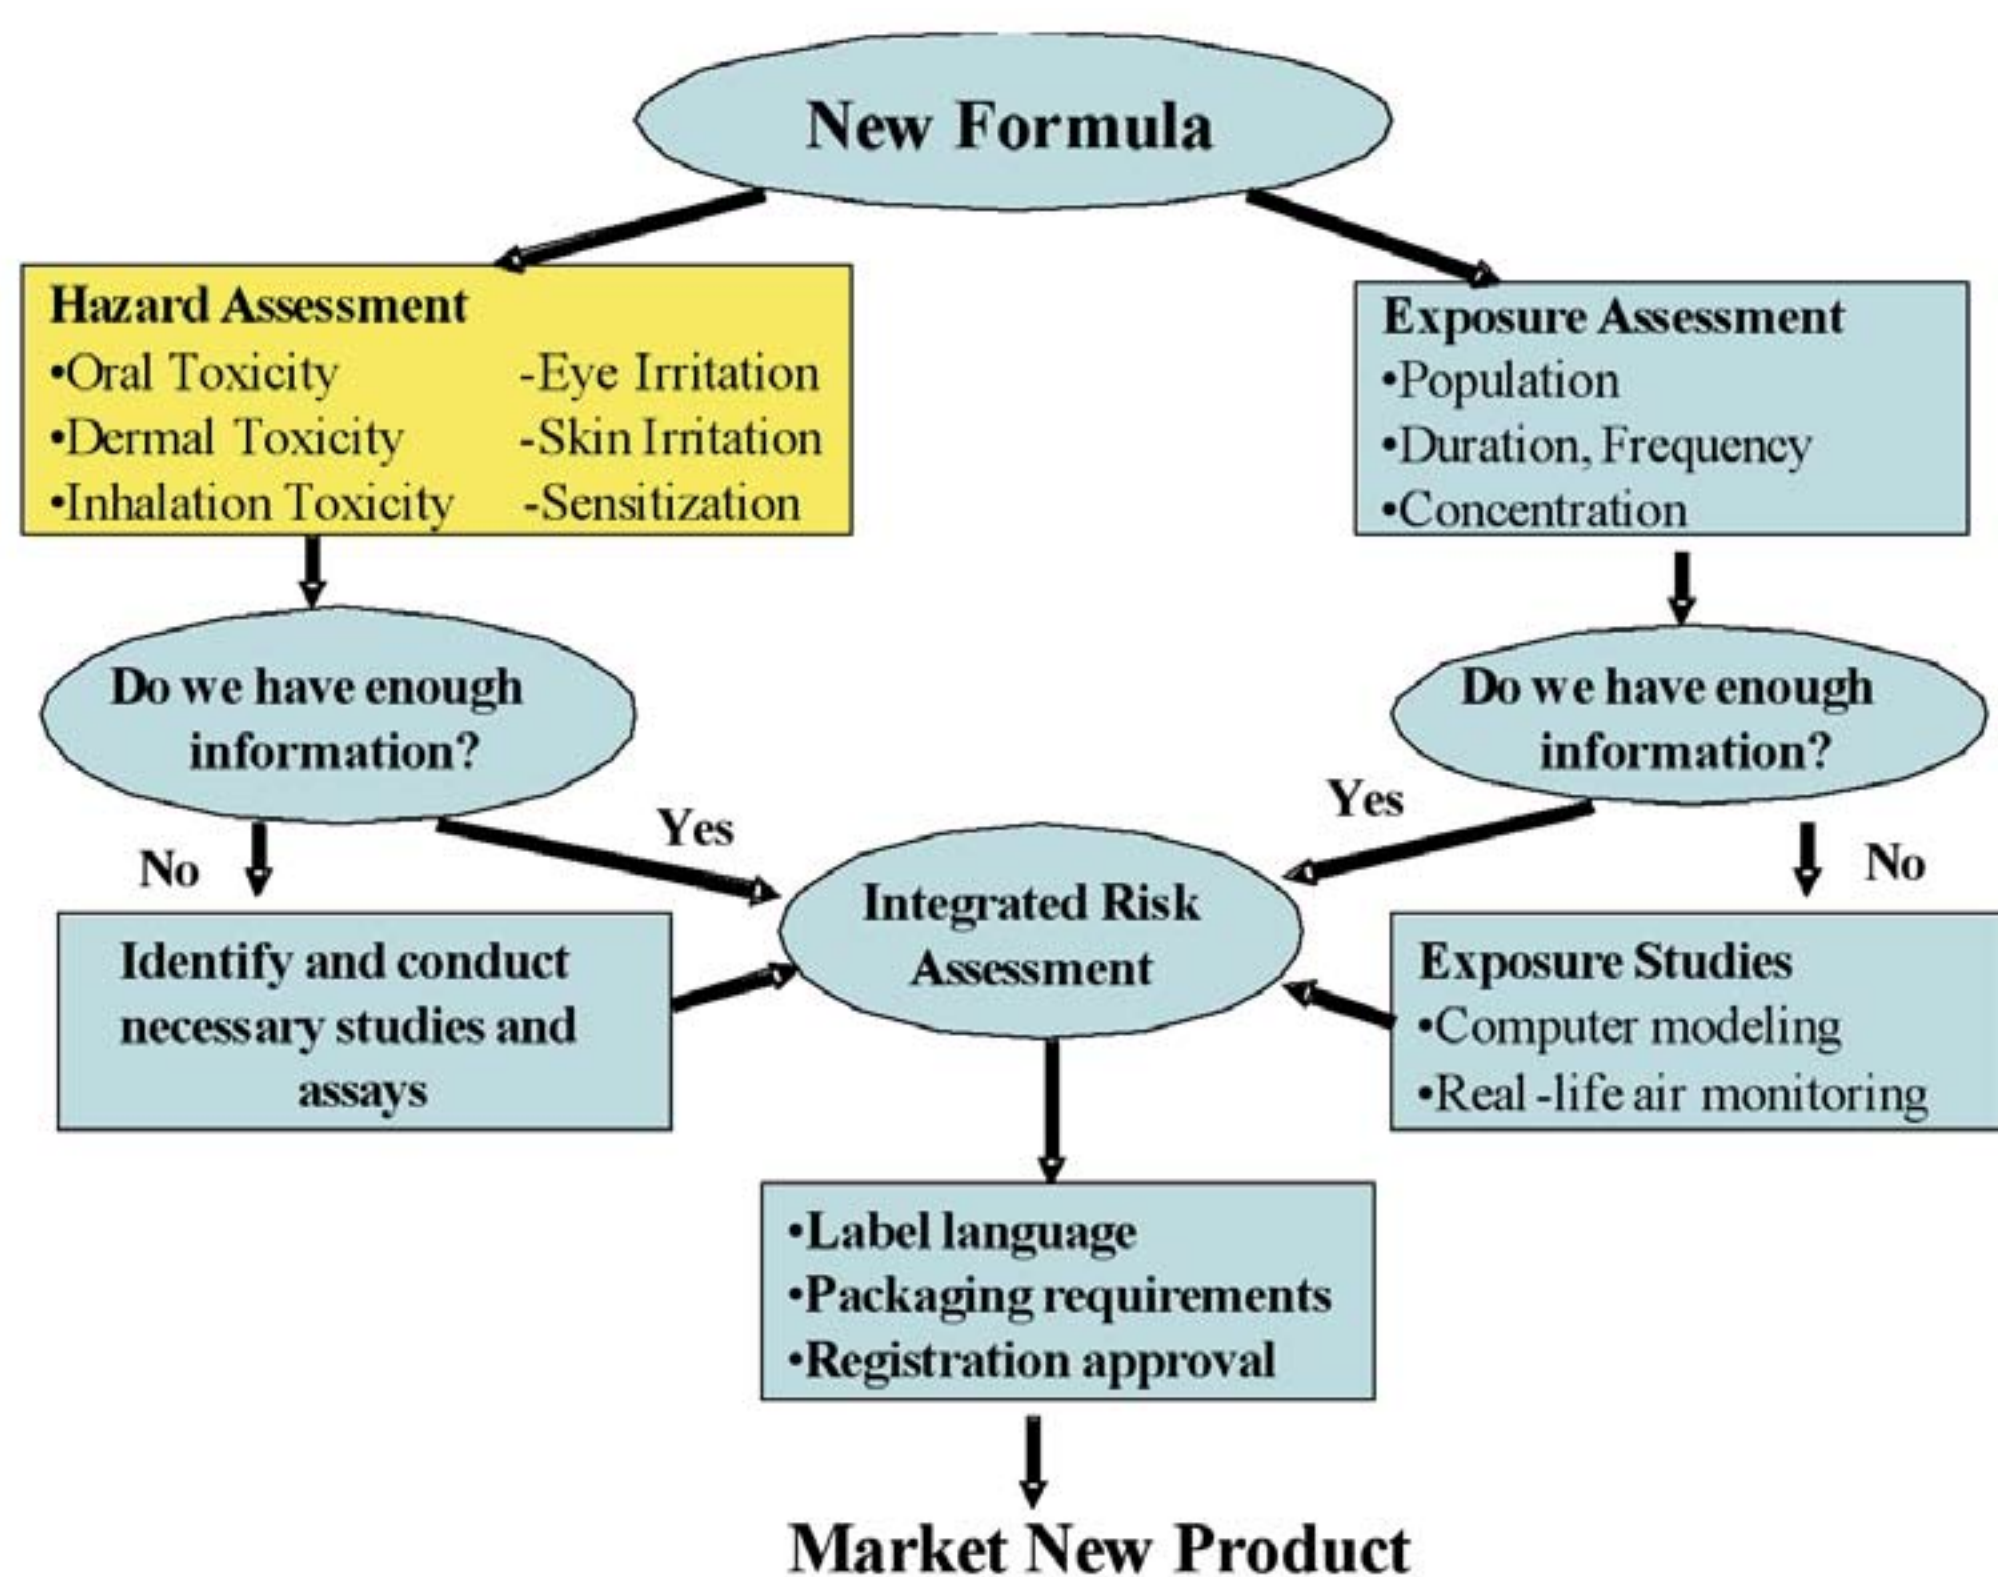 New Formula
Hazard Assessment
•Oral Toxicity -Eye Irritation
•Dermal Toxicity -Skin Irritation
•Inhalation Toxicity -Sensitization
Exposure Assessment
•Population
•Duration, Frequency
•Concentration
Do we have enough
information?
Do we have enough
information?
Yes
No
Yes
No
Identify and conduct
necessary studies and
assays
Integrated Risk
Assessment
Exposure Studies
•Computer modeling
•Real-life air monitoring
•Label language
•Packaging requirements
•Registration approval
Market New Product